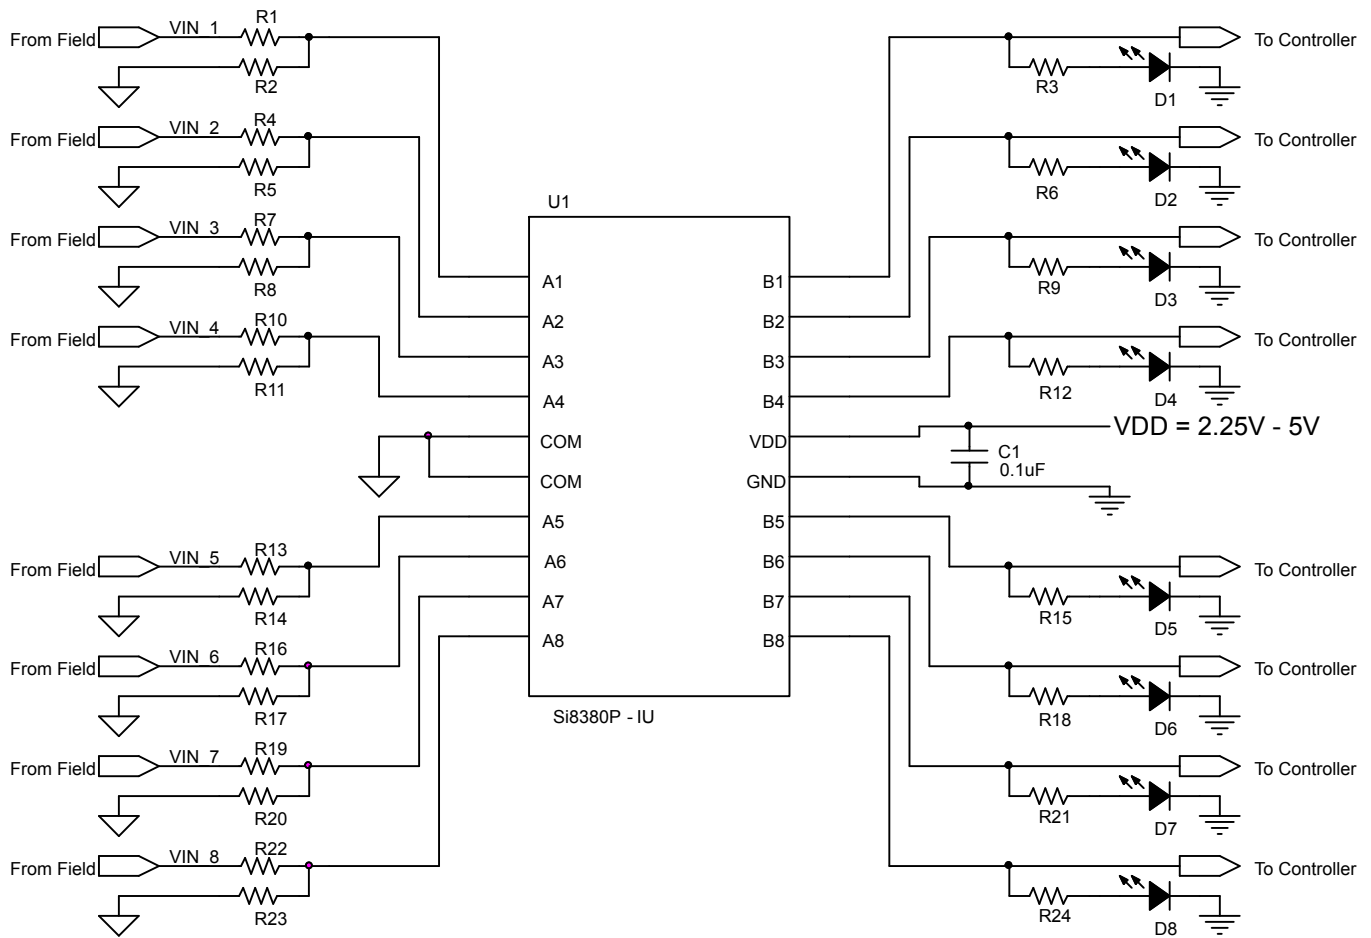 From Field VIN_1 R1
R2
From Field VIN_2 R4
R5
From Field VIN_3 R7
R8
From Field VIN_4 R10
R11
From Field VIN_5 R13
R14
From Field VIN_6 R16
R17
From Field VIN_7 R19
R20
From Field VIN_8 R22
R23
U1
A1
A2
A3
A4
COM
COM
A5
A6
A7
A8
B1
B2
B3
B4
VDD
GND
B5
B6
B7
B8
Si8380P - IU
To Controller
R3 D1
To Controller
R6 D2
To Controller
R9 D3
To Controller
R12 D4
VDD = 2.25V - 5V
C1
0.1uF
To Controller
R15 D5
To Controller
R18 D6
To Controller
R21 D7
To Controller
R24 D8